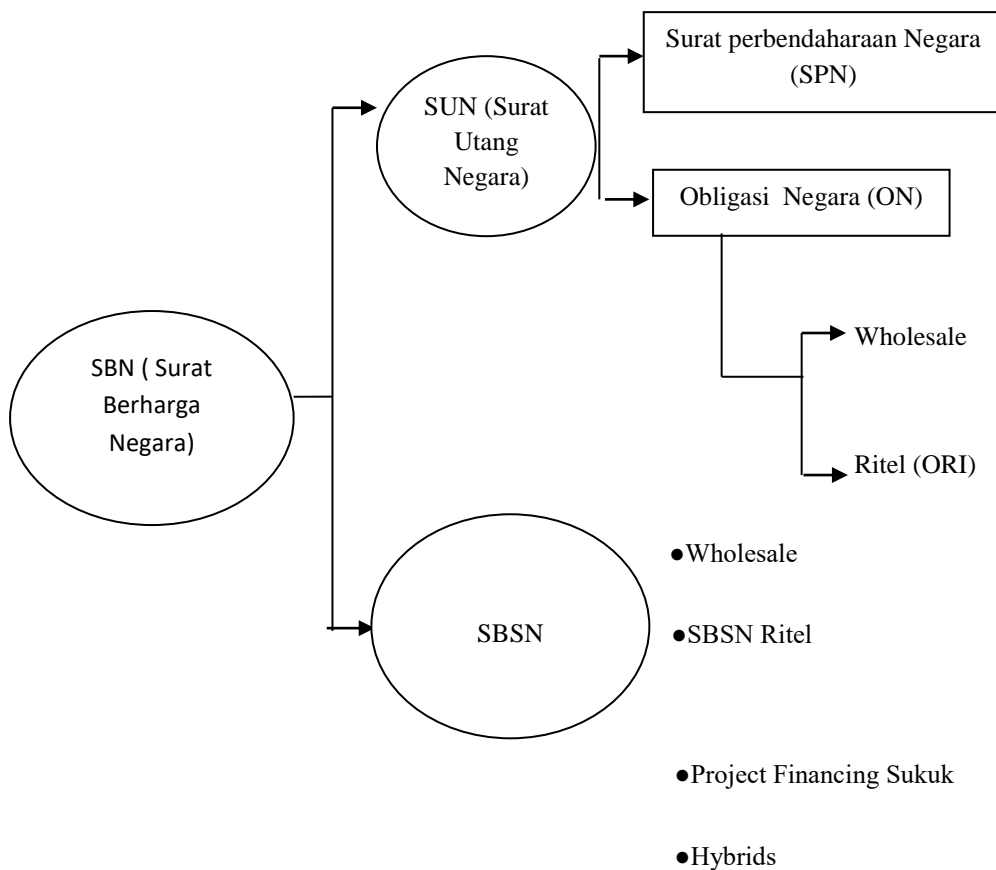 Surat perbendaharaan Negara
(SPN)
SUN (Surat
Utang
Negara)
Obligasi  Negara (ON)
Wholesale
SBN ( Surat
Berharga
Negara)
Ritel (ORI)
●Wholesale
SBSN
●SBSN Ritel
●Project Financing Sukuk
●Hybrids